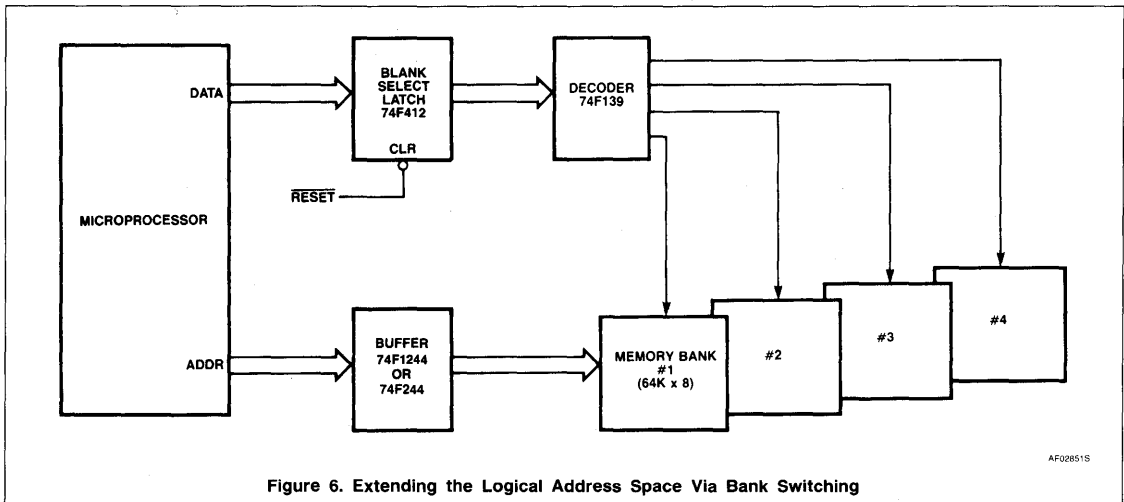 DATA
BLANK
SELECT
LATCH
74F412
CLR
RESET
DECODER
74F139
MICROPROCESSOR
ADDR
BUFFER
74F1244
OR
74F244
MEMORY BANK
#1
(64K x 8)
#2
#3
#4
AF02851S
Figure 6. Extending the Logical Address Space Via Bank Switching